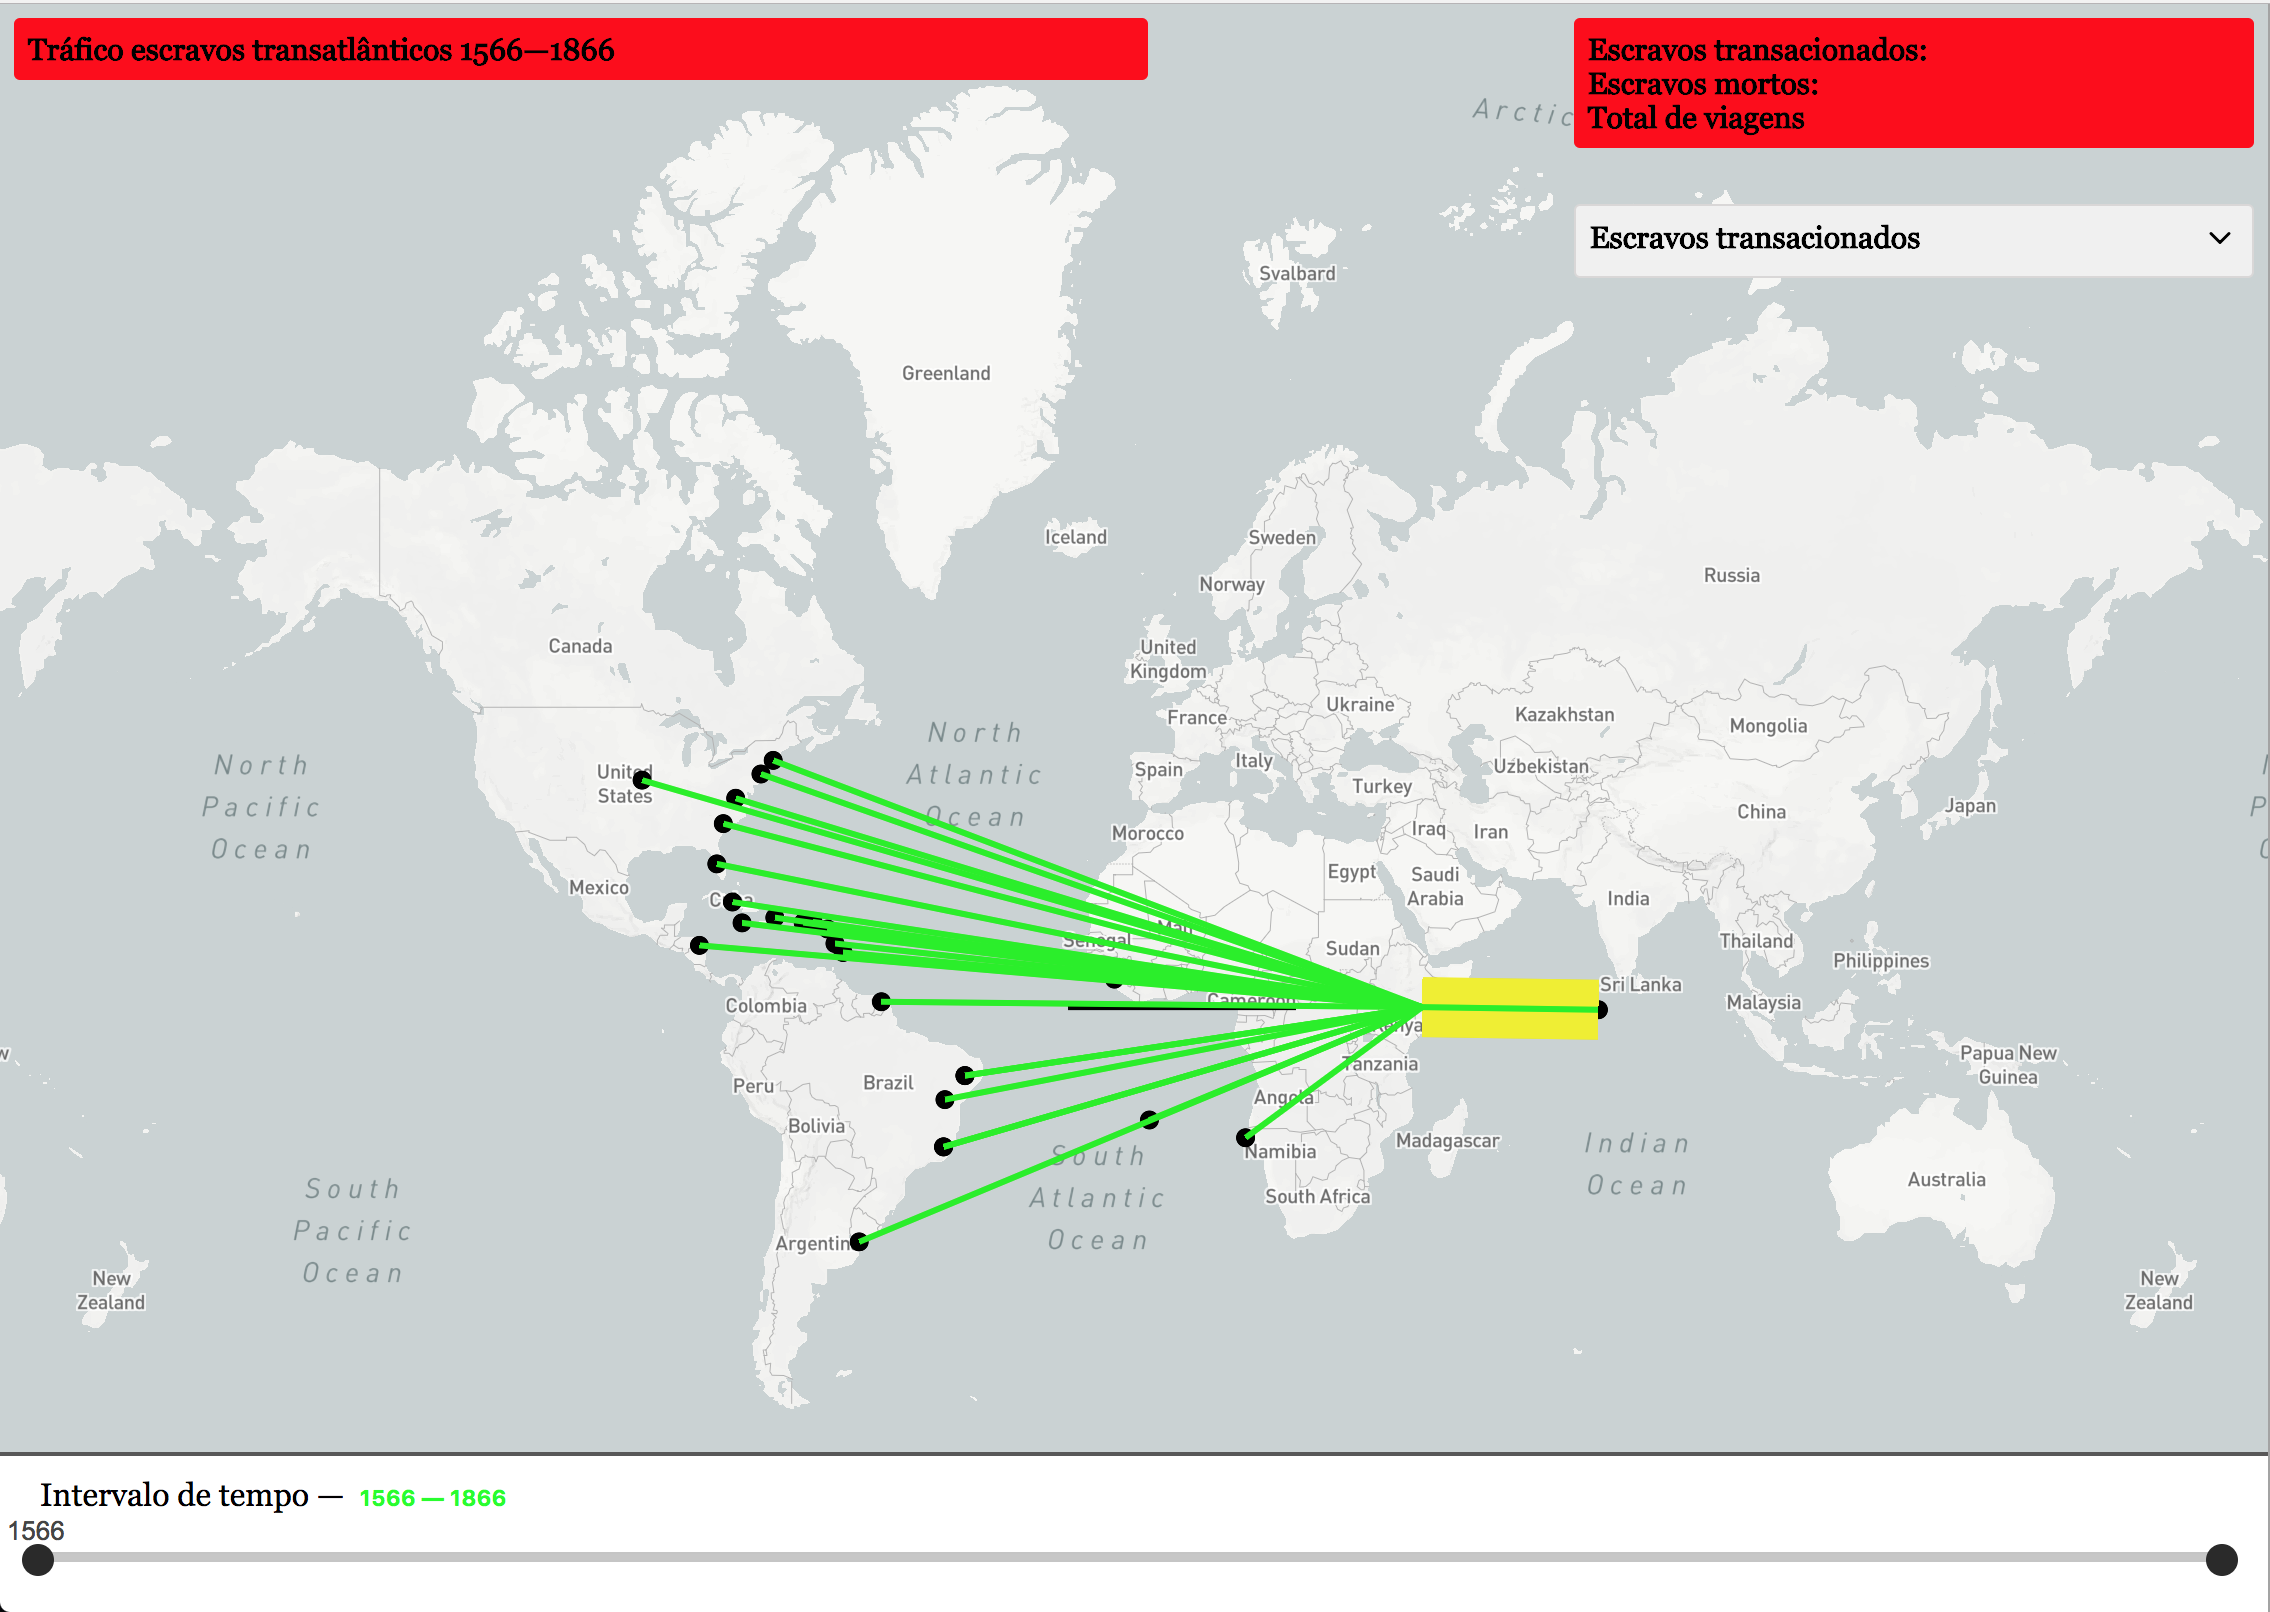 Tráfico escravos transatlânticos 1566—1866
Escravos transacionados:
Escravos mortos:
Total de viagens
Escravos transacionados
Arctic
Svalbard
Greenland
Iceland
Sweden
Norway
Russia
Canada
United
Kingdom
Ukraine
France
Kazakhstan
Mongolia
North
Atlantic
Ocean
North
Pacific
Ocean
Italy
Spain
Uzbekistan
United
States
Turkey
Japan
China
Morocco
Iraq
Iran
Egypt
Saudi
Arabia
Mexico
India
Senegal
Sudan
Thailand
Philippines
Sri Lanka
Cameroon
Malaysia
Colombia
Kenya
Tanzania
Papua New
Guinea
Peru
Brazil
Angola
Bolivia
Namibia
Madagascar
Indian
Ocean
South
Atlantic
Ocean
Australia
South Africa
South
Pacific
Ocean
Argentin
New
Zealand
New
Zealand
Intervalo de tempo — 1566 — 1866
1566